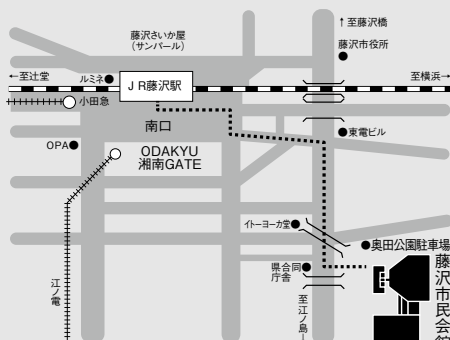 ↑至藤沢橋
藤沢さいか屋
(サンパール)
藤沢市役所
←至辻堂
ルミネ
JR藤沢駅
至横浜→
小田急
南口
東電ビル
OPA
ODAKYU
湘南GATE
イトーヨーカ堂
奥田公園駐車場
県合同
庁舎
江ノ電
至江ノ島
藤沢市民会館